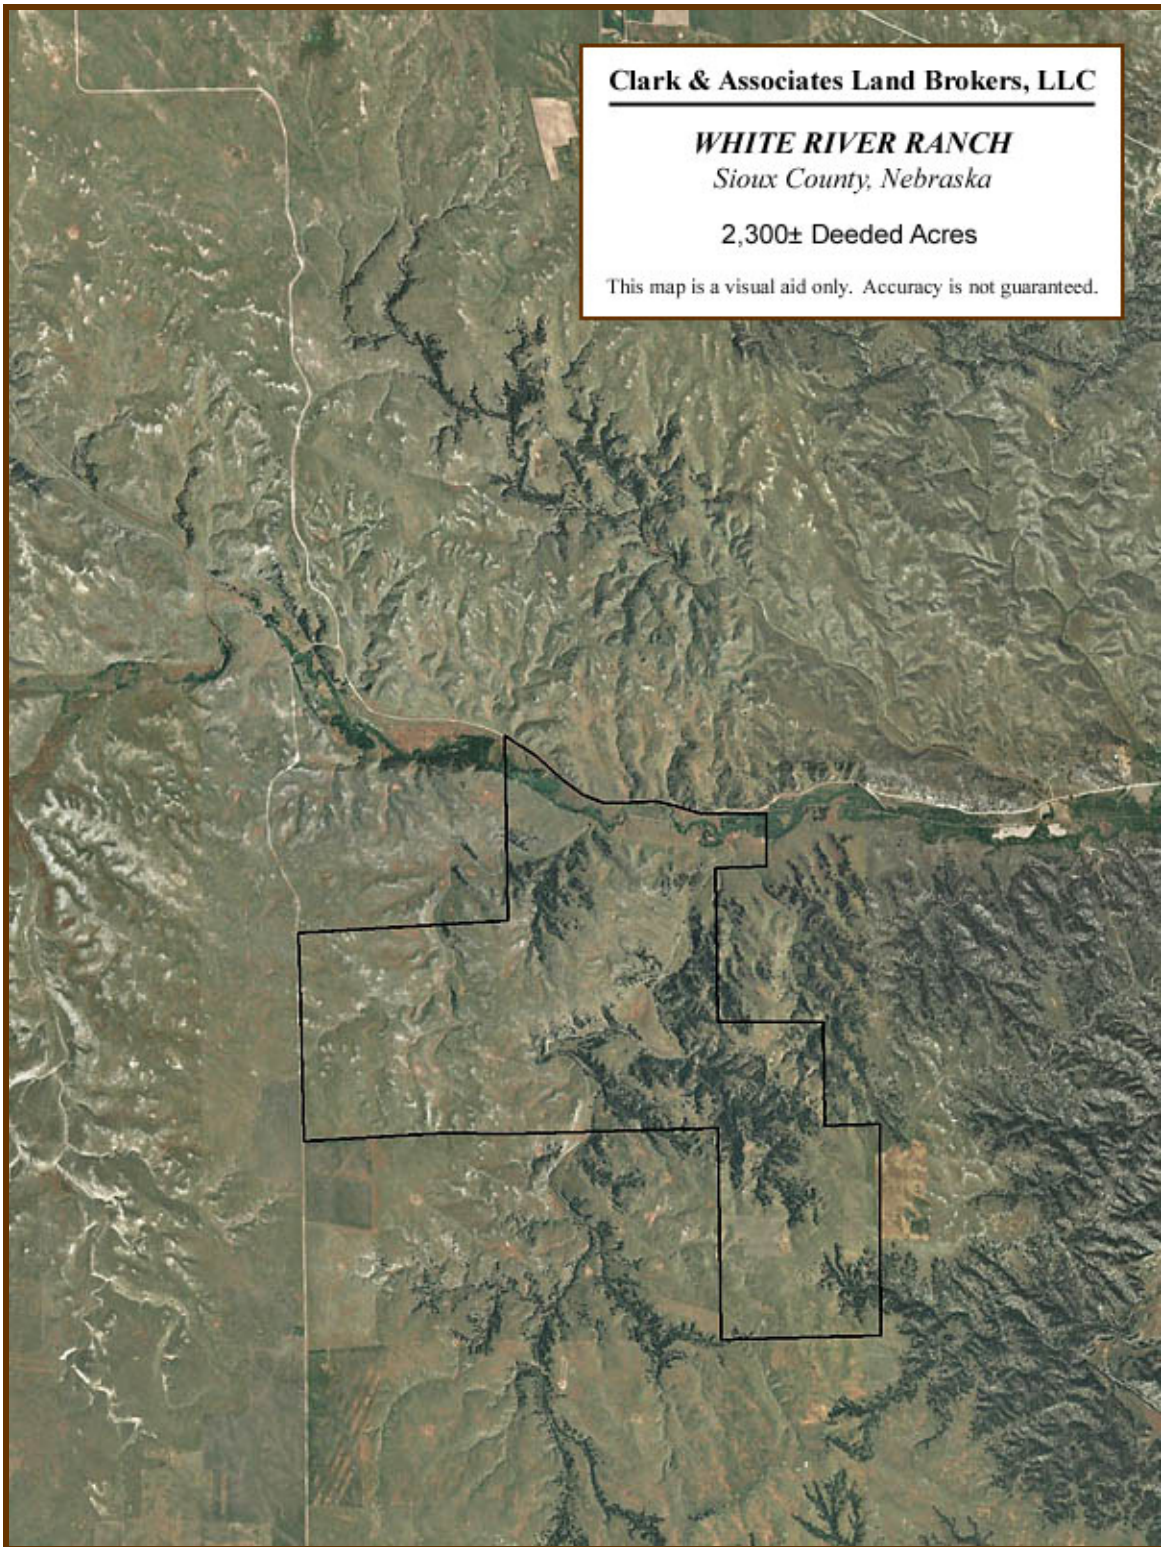 Clark & Associates Land Brokers, LLC
WHITE RIVER RANCH
Sioux County, Nebraska
2,300± Deeded Acres
This map is a visual aid only. Accuracy is not guaranteed.